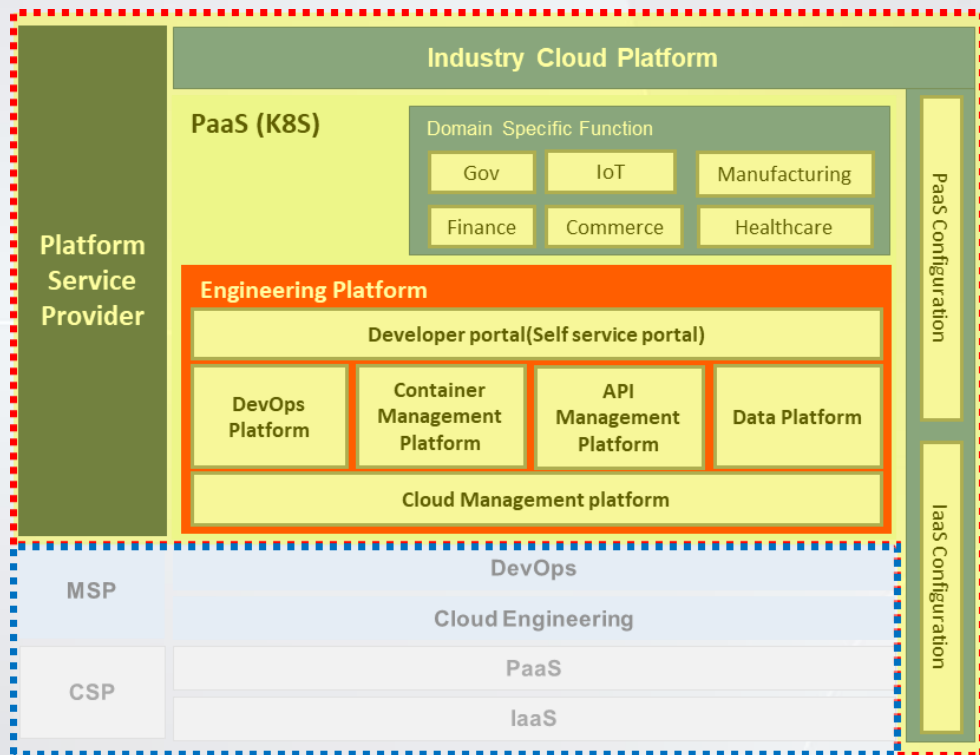 Industry Cloud Platform
Platform
Service
Provider
PaaS (K8S)
Domain Specific Function
Gov
IoT
Manufacturing
Finance
Commerce
Healthcare
Engineering Platform
Developer portal(Self service portal)
DevOps
Platform
Container
Management
Platform
API
Management
Platform
Data Platform
Cloud Management platform
PaaS Configuration
IaaS Configuration
MSP
DevOps
Cloud Engineering
CSP
PaaS
IaaS